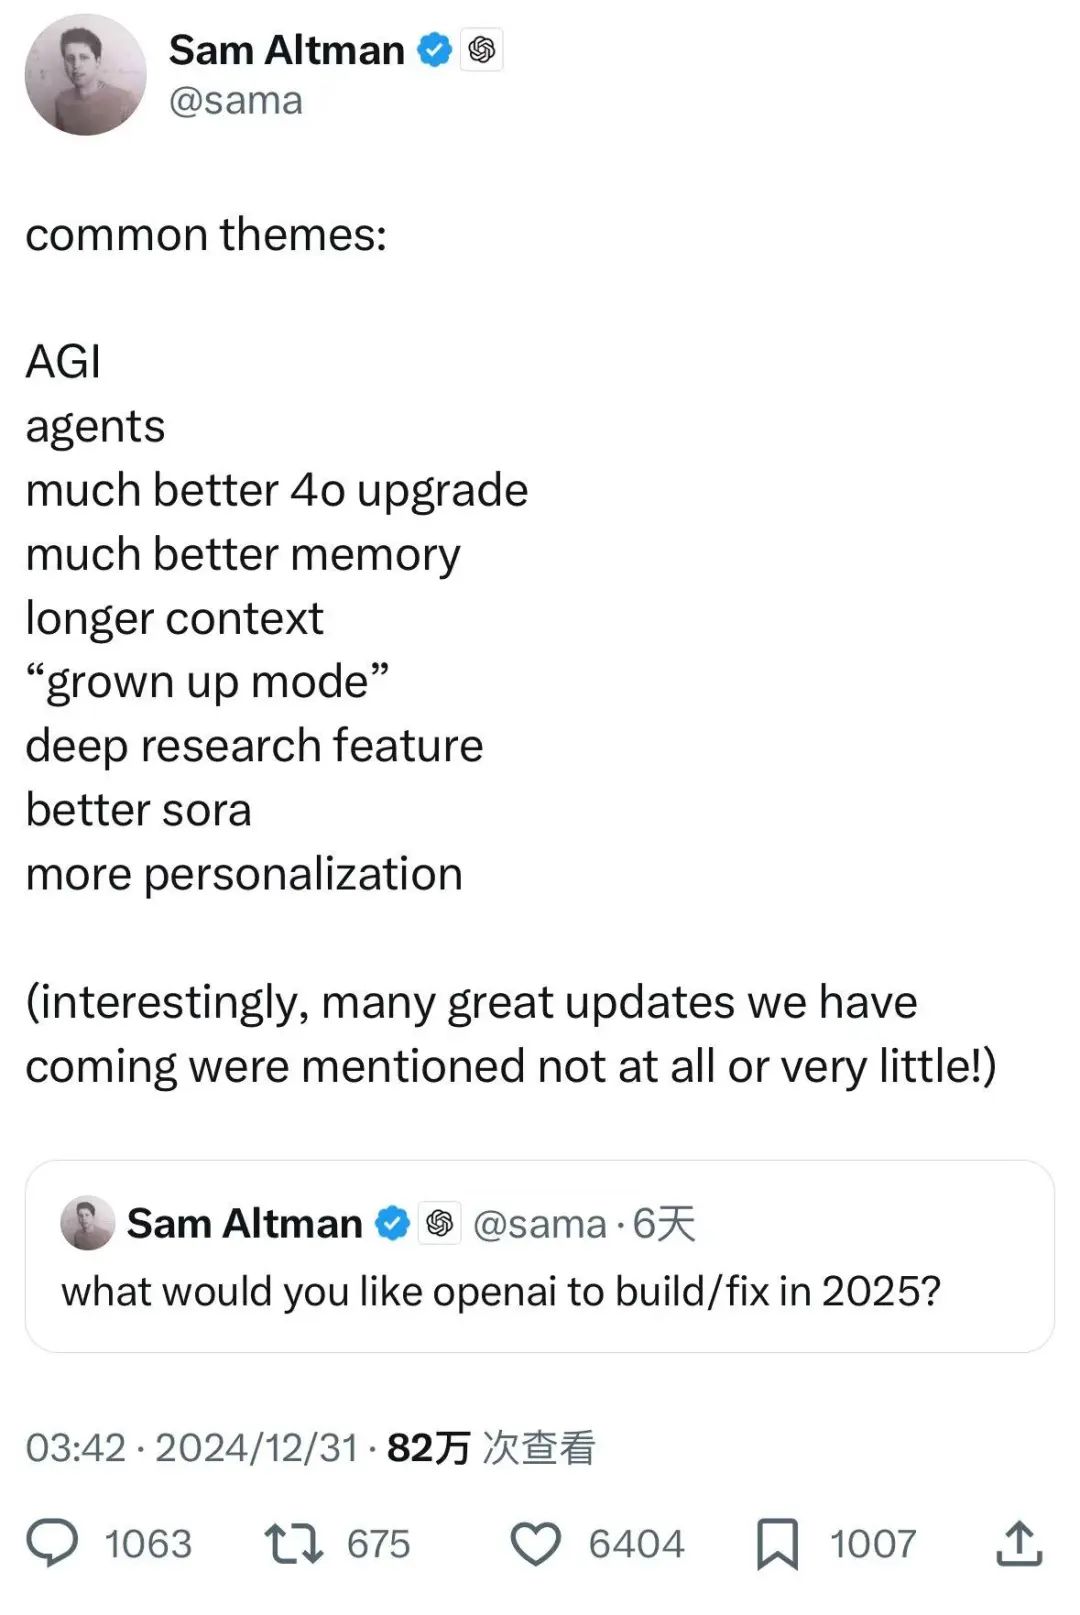 Sam Altman
@sama
common themes:
AGI
agents
much better 4o upgrade
much better memory
longer context
“grown up mode”
deep research feature
better sora
more personalization
(interestingly, many great updates we have
coming were mentioned not at all or very little!)
Sam Altman @sama · 6天
what would you like openai to build/fix in 2025?
03:42 · 2024/12/31 · 82万 次查看
1063 675 6404 1007